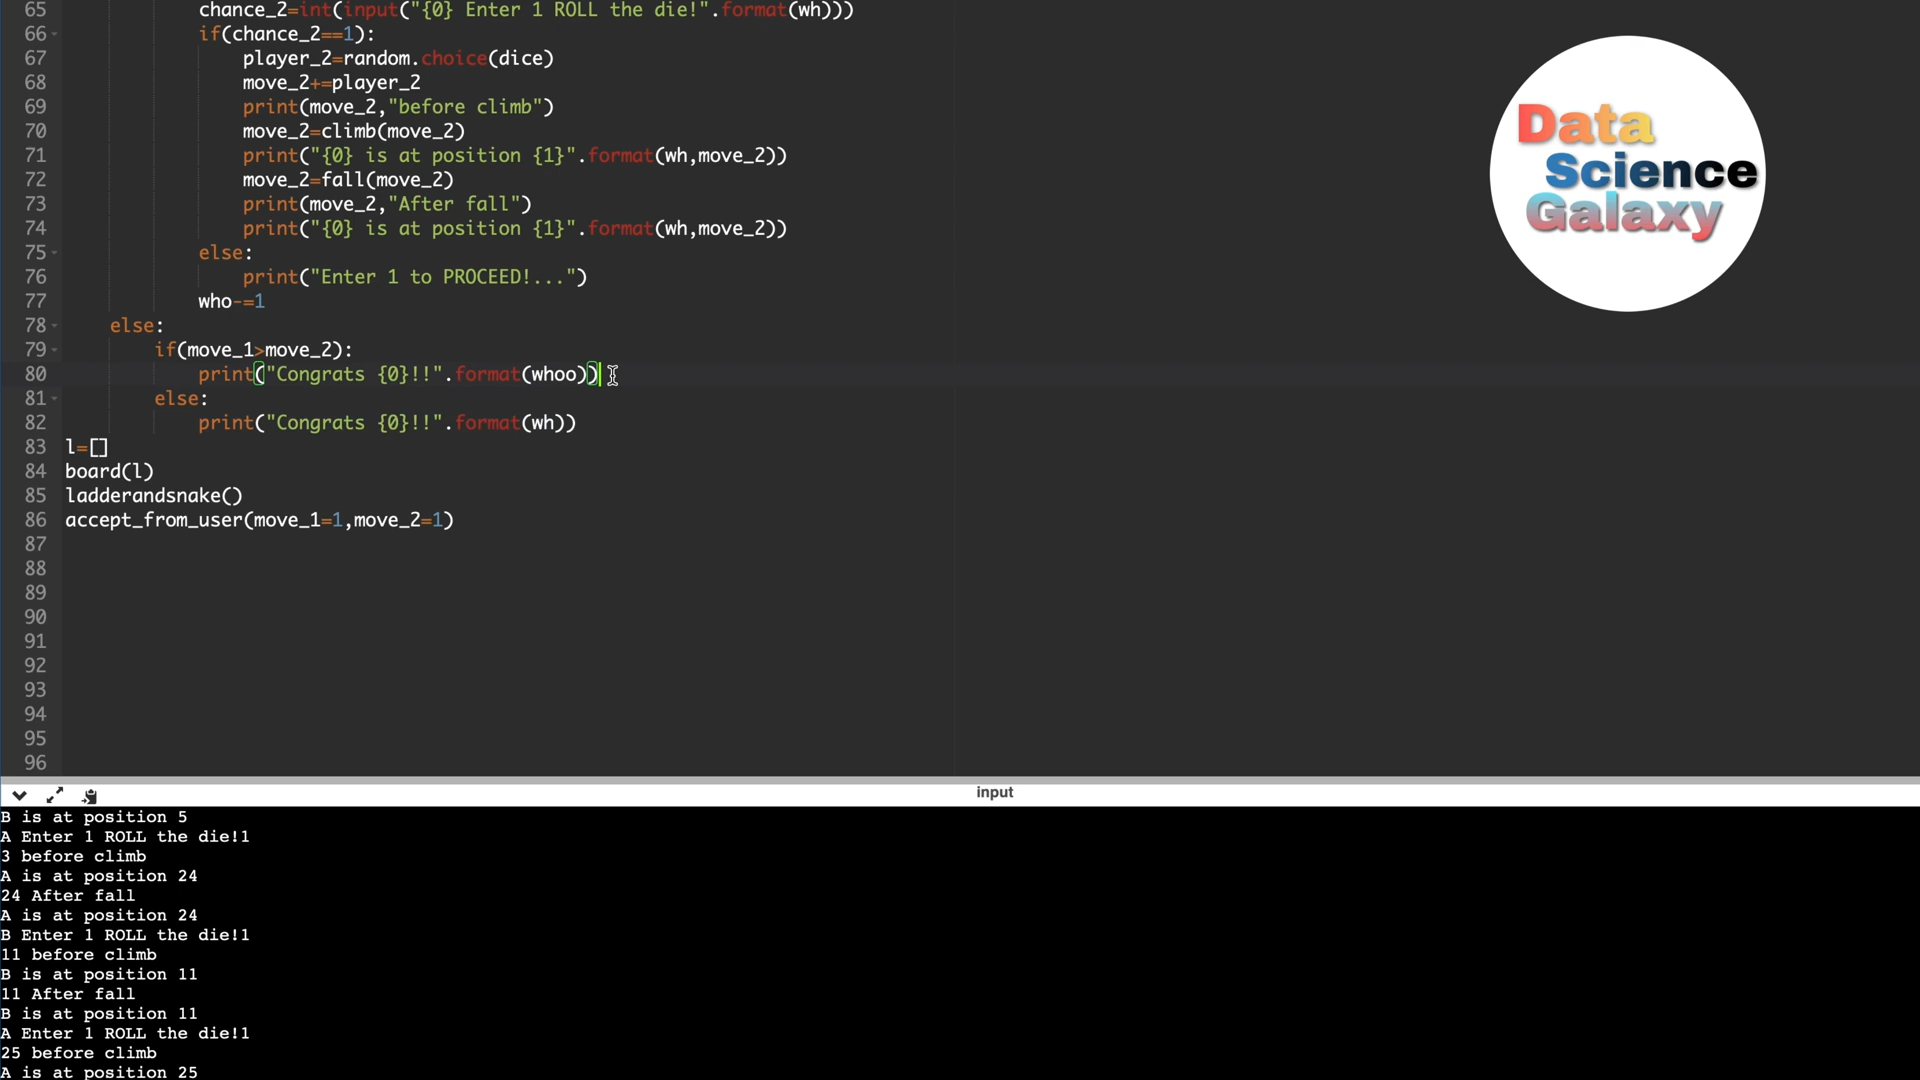 65 chance_2=int(input("{0} Enter 1 ROLL the die!".format(wh)))
66 if(chance_2==1):
67 player_2=random.choice(dice)
68 move_2+=player_2
69 print(move_2,"before climb")
70 move_2=climb(move_2)
71 print("{0} is at position {1}".format(wh,move_2))
72 move_2=fall(move_2)
73 print(move_2,"After fall")
74 print("{0} is at position {1}".format(wh,move_2))
75 else:
76 print("Enter 1 to PROCEED!...")
77 who-=1
78 else:
79 if(move_1>move_2):
80 print("Congrats {0}!!".format(whoo))
81 else:
82 print("Congrats {0}!!".format(wh))
83 l=[]
84 board(l)
85 ladderandsnake()
86 accept_from_user(move_1=1,move_2=1)
87
88
89
90
91
92
93
94
95
96
Data
Science
Galaxy
input
B is at position 5
A Enter 1 ROLL the die!1
3 before climb
A is at position 24
24 After fall
A is at position 24
B Enter 1 ROLL the die!1
11 before climb
B is at position 11
11 After fall
B is at position 11
A Enter 1 ROLL the die!1
25 before climb
A is at position 25